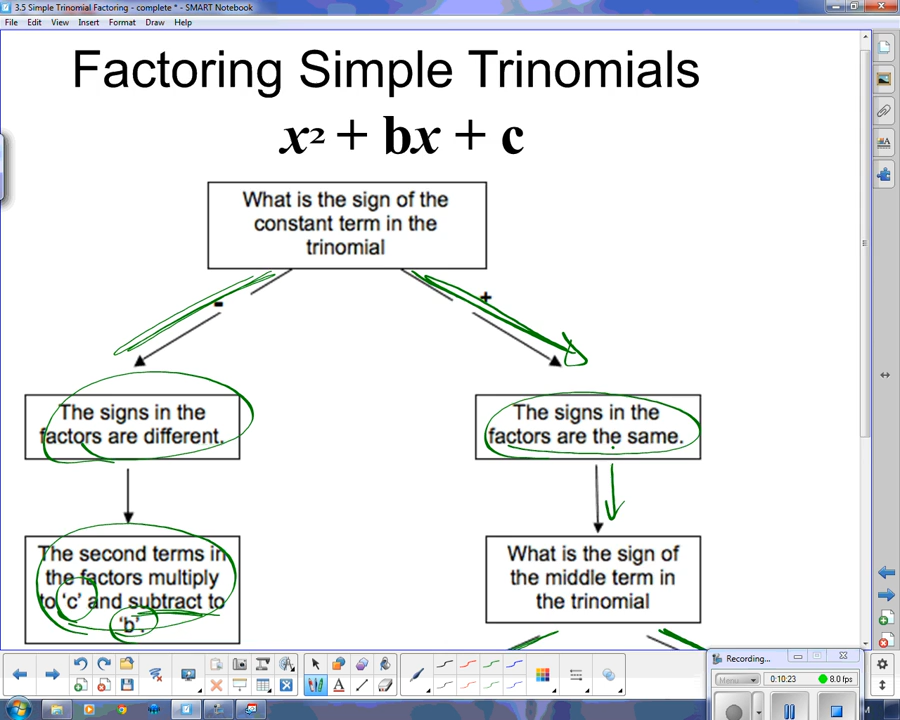 3.5 Simple Trinomial Factoring - complete * - SMART Notebook
File Edit View Insert Format Draw Help
Factoring Simple Trinomials
x² + bx + c
What is the sign of the
constant term in the
trinomial
- +
The signs in the
factors are different.
The signs in the
factors are the same.
The second terms in
the factors multiply
to 'c' and subtract to
'b'.
What is the sign of
the middle term in
the trinomial
Recording...
Menu 0:10:23 8.0 fps